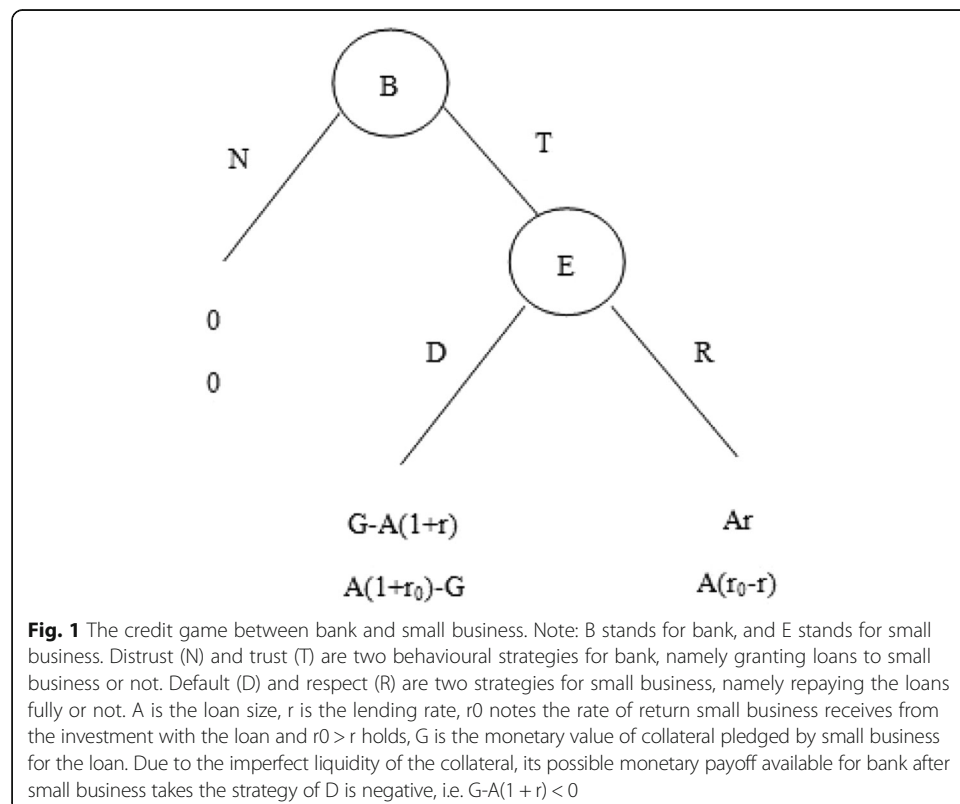 B
N
T
E
D
R
0
0
G-A(1+r)
Ar
A(1+r₀)-G
A(r₀-r)
Fig. 1 The credit game between bank and small business. Note: B stands for bank, and E stands for small
business. Distrust (N) and trust (T) are two behavioural strategies for bank, namely granting loans to small
business or not. Default (D) and respect (R) are two strategies for small business, namely repaying the loans
fully or not. A is the loan size, r is the lending rate, r0 notes the rate of return small business receives from
the investment with the loan and r0 > r holds, G is the monetary value of collateral pledged by small business
for the loan. Due to the imperfect liquidity of the collateral, its possible monetary payoff available for bank after
small business takes the strategy of D is negative, i.e. G-A(1 + r) < 0